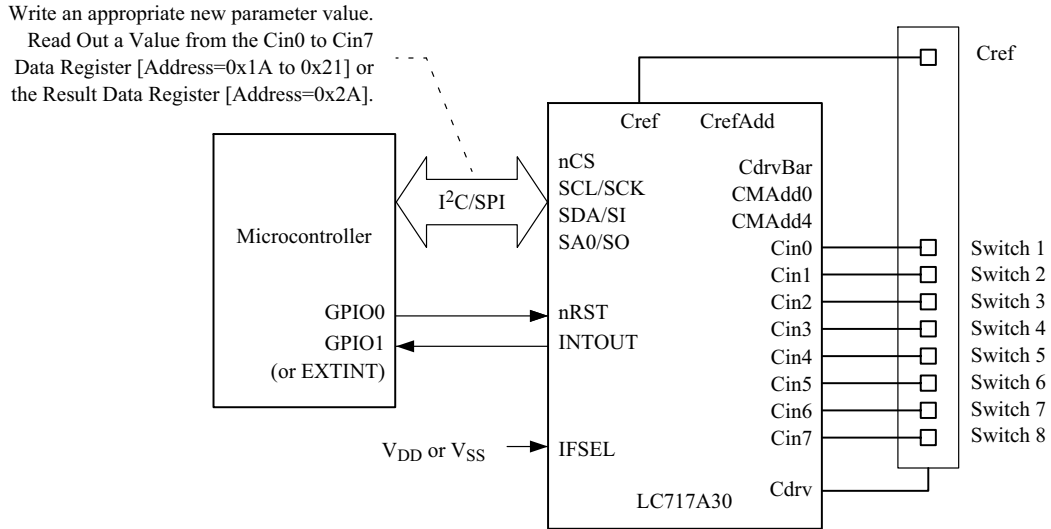 Write an appropriate new parameter value.
Read Out a Value from the Cin0 to Cin7
Data Register [Address=0x1A to 0x21] or
the Result Data Register [Address=0x2A].
Cref
Cref CrefAdd
nCS
SCL/SCK
SDA/SI
SA0/SO
I²C/SPI
Microcontroller
CdrvBar
CMAdd0
CMAdd4
Cin0 Switch 1
Cin1 Switch 2
Cin2 Switch 3
Cin3 Switch 4
Cin4 Switch 5
Cin5 Switch 6
Cin6 Switch 7
Cin7 Switch 8
GPIO0 nRST
GPIO1 INTOUT
(or EXTINT)
VDD or VSS IFSEL
Cdrv
LC717A30